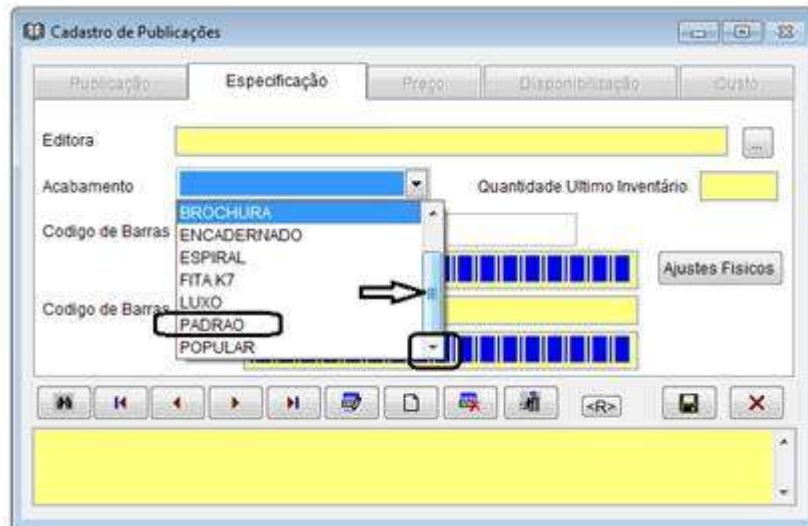 Cadastro de Publicações
Publicação Especificação Preço Disponibilização Custo
Editora ...
Acabamento Quantidade Ultimo Inventário
BROCHURA
Codigo de Barras ENCADERNADO
ESPIRAL
FITA K7 Ajustes Fisicos
Codigo de Barras LUXO
PADRAO
POPULAR
<R>